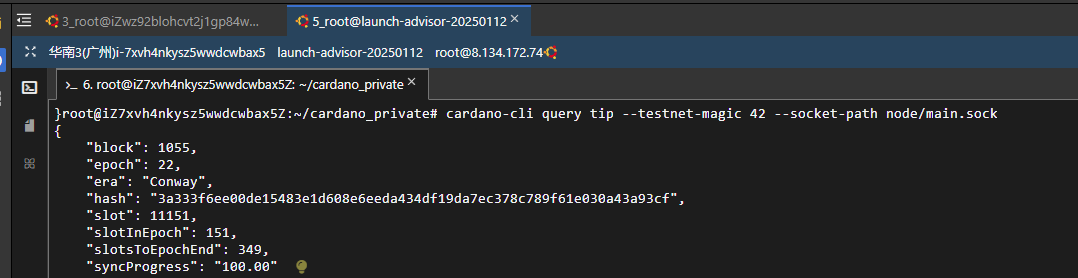 3_root@iZwz92blohcvt2j1gp84w...
5_root@launch-advisor-20250112
华南3(广州)i-7xvh4nkysz5wwdcwbax5 launch-advisor-20250112 root@8.134.172.74
6. root@iZ7xvh4nkysz5wwdcwbax5Z: ~/cardano_private
}root@iZ7xvh4nkysz5wwdcwbax5Z:~/cardano_private# cardano-cli query tip --testnet-magic 42 --socket-path node/main.sock
{
    "block": 1055,
    "epoch": 22,
    "era": "Conway",
    "hash": "3a333f6ee00de15483e1d608e6eeda434df19da7ec378c789f61e030a43a93cf",
    "slot": 11151,
    "slotInEpoch": 151,
    "slotsToEpochEnd": 349,
    "syncProgress": "100.00"